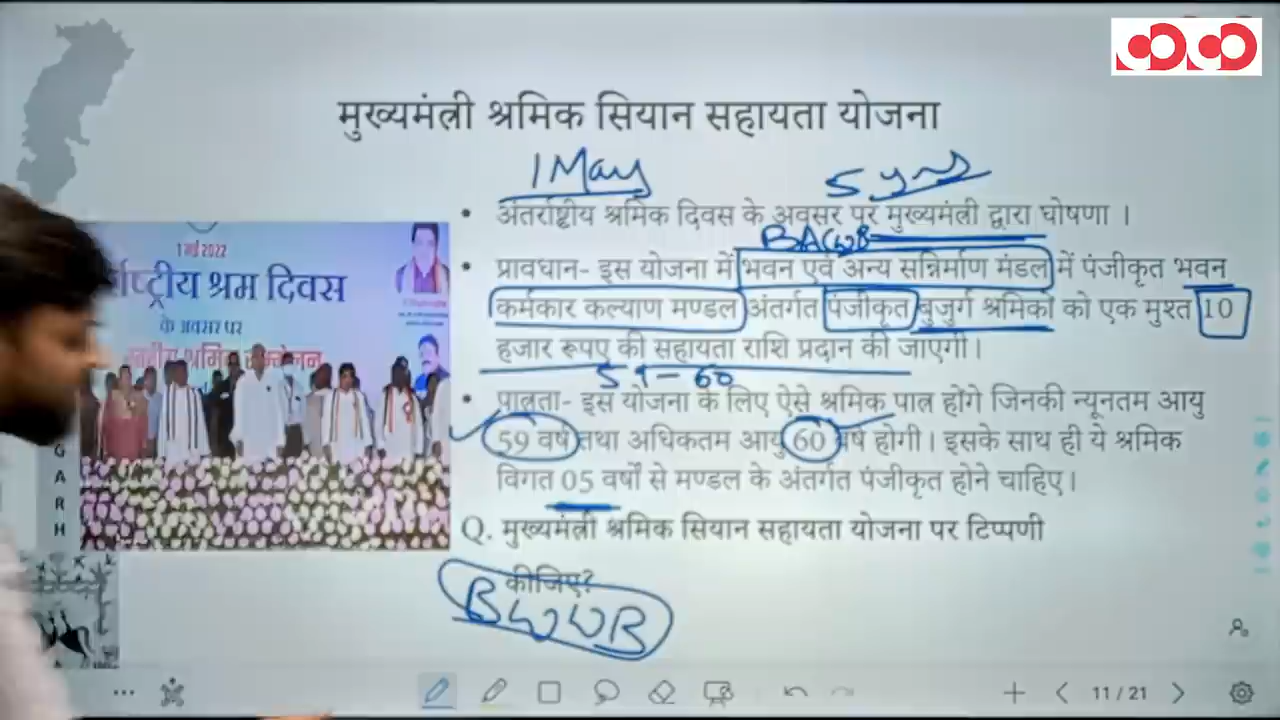 मुख्यमंत्री श्रमिक सियान सहायता योजना
1 May
5 yrs
अंतर्राष्ट्रीय श्रमिक दिवस के अवसर पर मुख्यमंत्री द्वारा घोषणा ।
प्रावधान- इस योजना में भवन एवं अन्य सन्निर्माण मंडल में पंजीकृत भवन
कर्मकार कल्याण मण्डल अंतर्गत पंजीकृत बुजुर्ग श्रमिकों को एक मुश्त 10
हजार रूपए की सहायता राशि प्रदान की जाएगी।
59-60
पात्रता- इस योजना के लिए ऐसे श्रमिक पात्र होंगे जिनकी न्यूनतम आयु
59 वर्ष तथा अधिकतम आयु 60 वर्ष होगी। इसके साथ ही ये श्रमिक
विगत 05 वर्षों से मण्डल के अंतर्गत पंजीकृत होने चाहिए।
Q. मुख्यमंत्री श्रमिक सियान सहायता योजना पर टिप्पणी
कीजिए?
BWWB
1 मई 2022
र्राष्ट्रीय श्रम दिवस
के अवसर पर
GARH
11/21